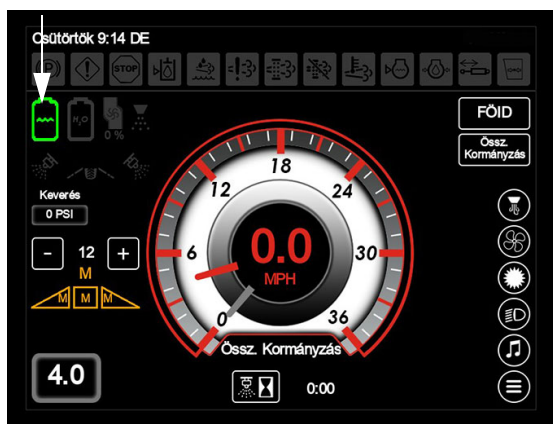 Csütörtök 9:14 DE
(P)
STOP
H₂O
0 %
FÖID
Össz.
Kormányzás
Keverés
0 PSI
- 12 +
M
M M M
0
6
12
18
24
30
36
0.0
MPH
Össz. Kormányzás
4.0
0:00